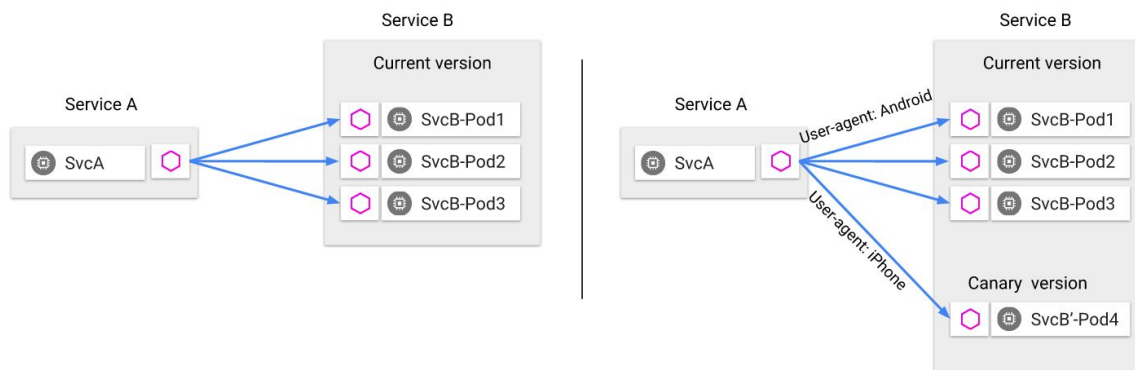 Service B
Current version
Service A
SvcA
SvcB-Pod1
SvcB-Pod2
SvcB-Pod3
Service B
Current version
Service A
SvcA
User-agent: Android
SvcB-Pod1
SvcB-Pod2
SvcB-Pod3
User-agent: iPhone
Canary version
SvcB'-Pod4